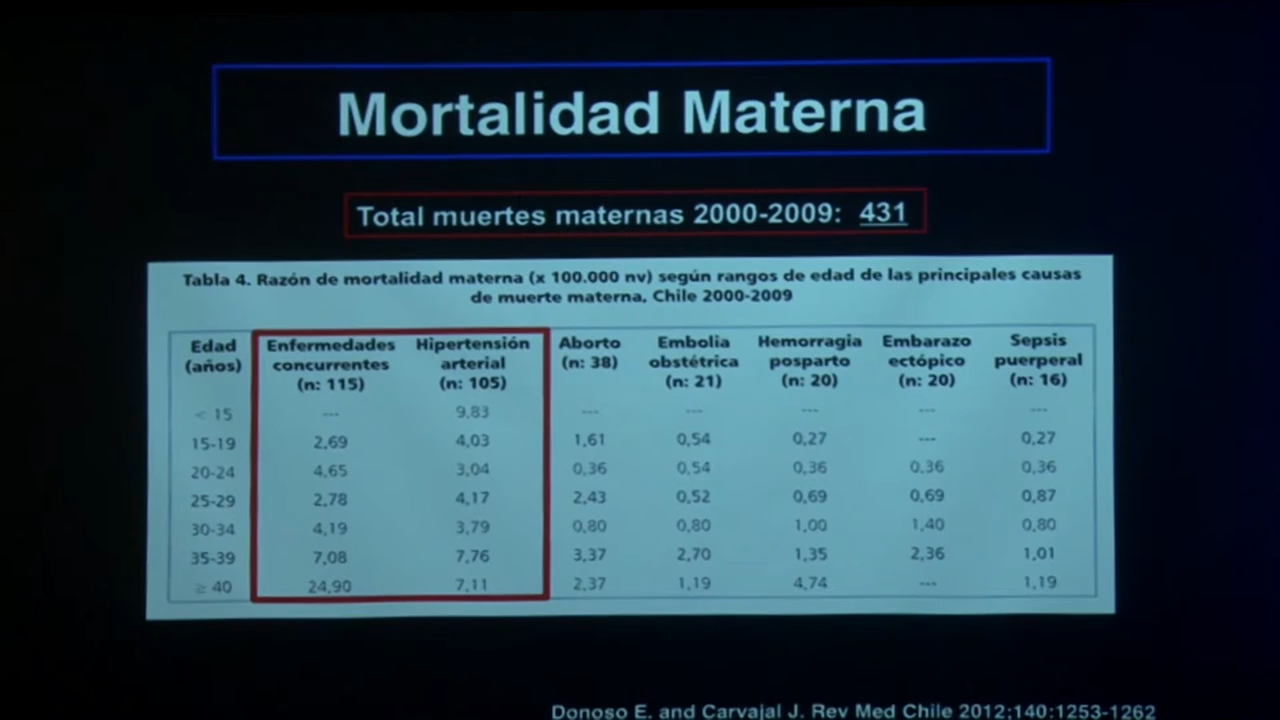 Mortalidad Materna
Total muertes maternas 2000-2009: 431
Tabla 4. Razón de mortalidad materna (x 100.000 nv) según rangos de edad de las principales causas
de muerte materna. Chile 2000-2009
Edad (años) Enfermedades concurrentes (n: 115) Hipertensión arterial (n: 105) Aborto (n: 38) Embolia obstétrica (n: 21) Hemorragia posparto (n: 20) Embarazo ectópico (n: 20) Sepsis puerperal (n: 16)
< 15 --- 9,83 --- --- --- --- ---
15-19 2,69 4,03 1,61 0,54 0,27 --- 0,27
20-24 4,65 3,04 0,36 0,54 0,36 0,36 0,36
25-29 2,78 4,17 2,43 0,52 0,69 0,69 0,87
30-34 4,19 3,79 0,80 0,80 1,00 1,40 0,80
35-39 7,08 7,76 3,37 2,70 1,35 2,36 1,01
≥ 40 24,90 7,11 2,37 1,19 4,74 --- 1,19
Donoso E. and Carvajal J. Rev Med Chile 2012;140:1253-1262